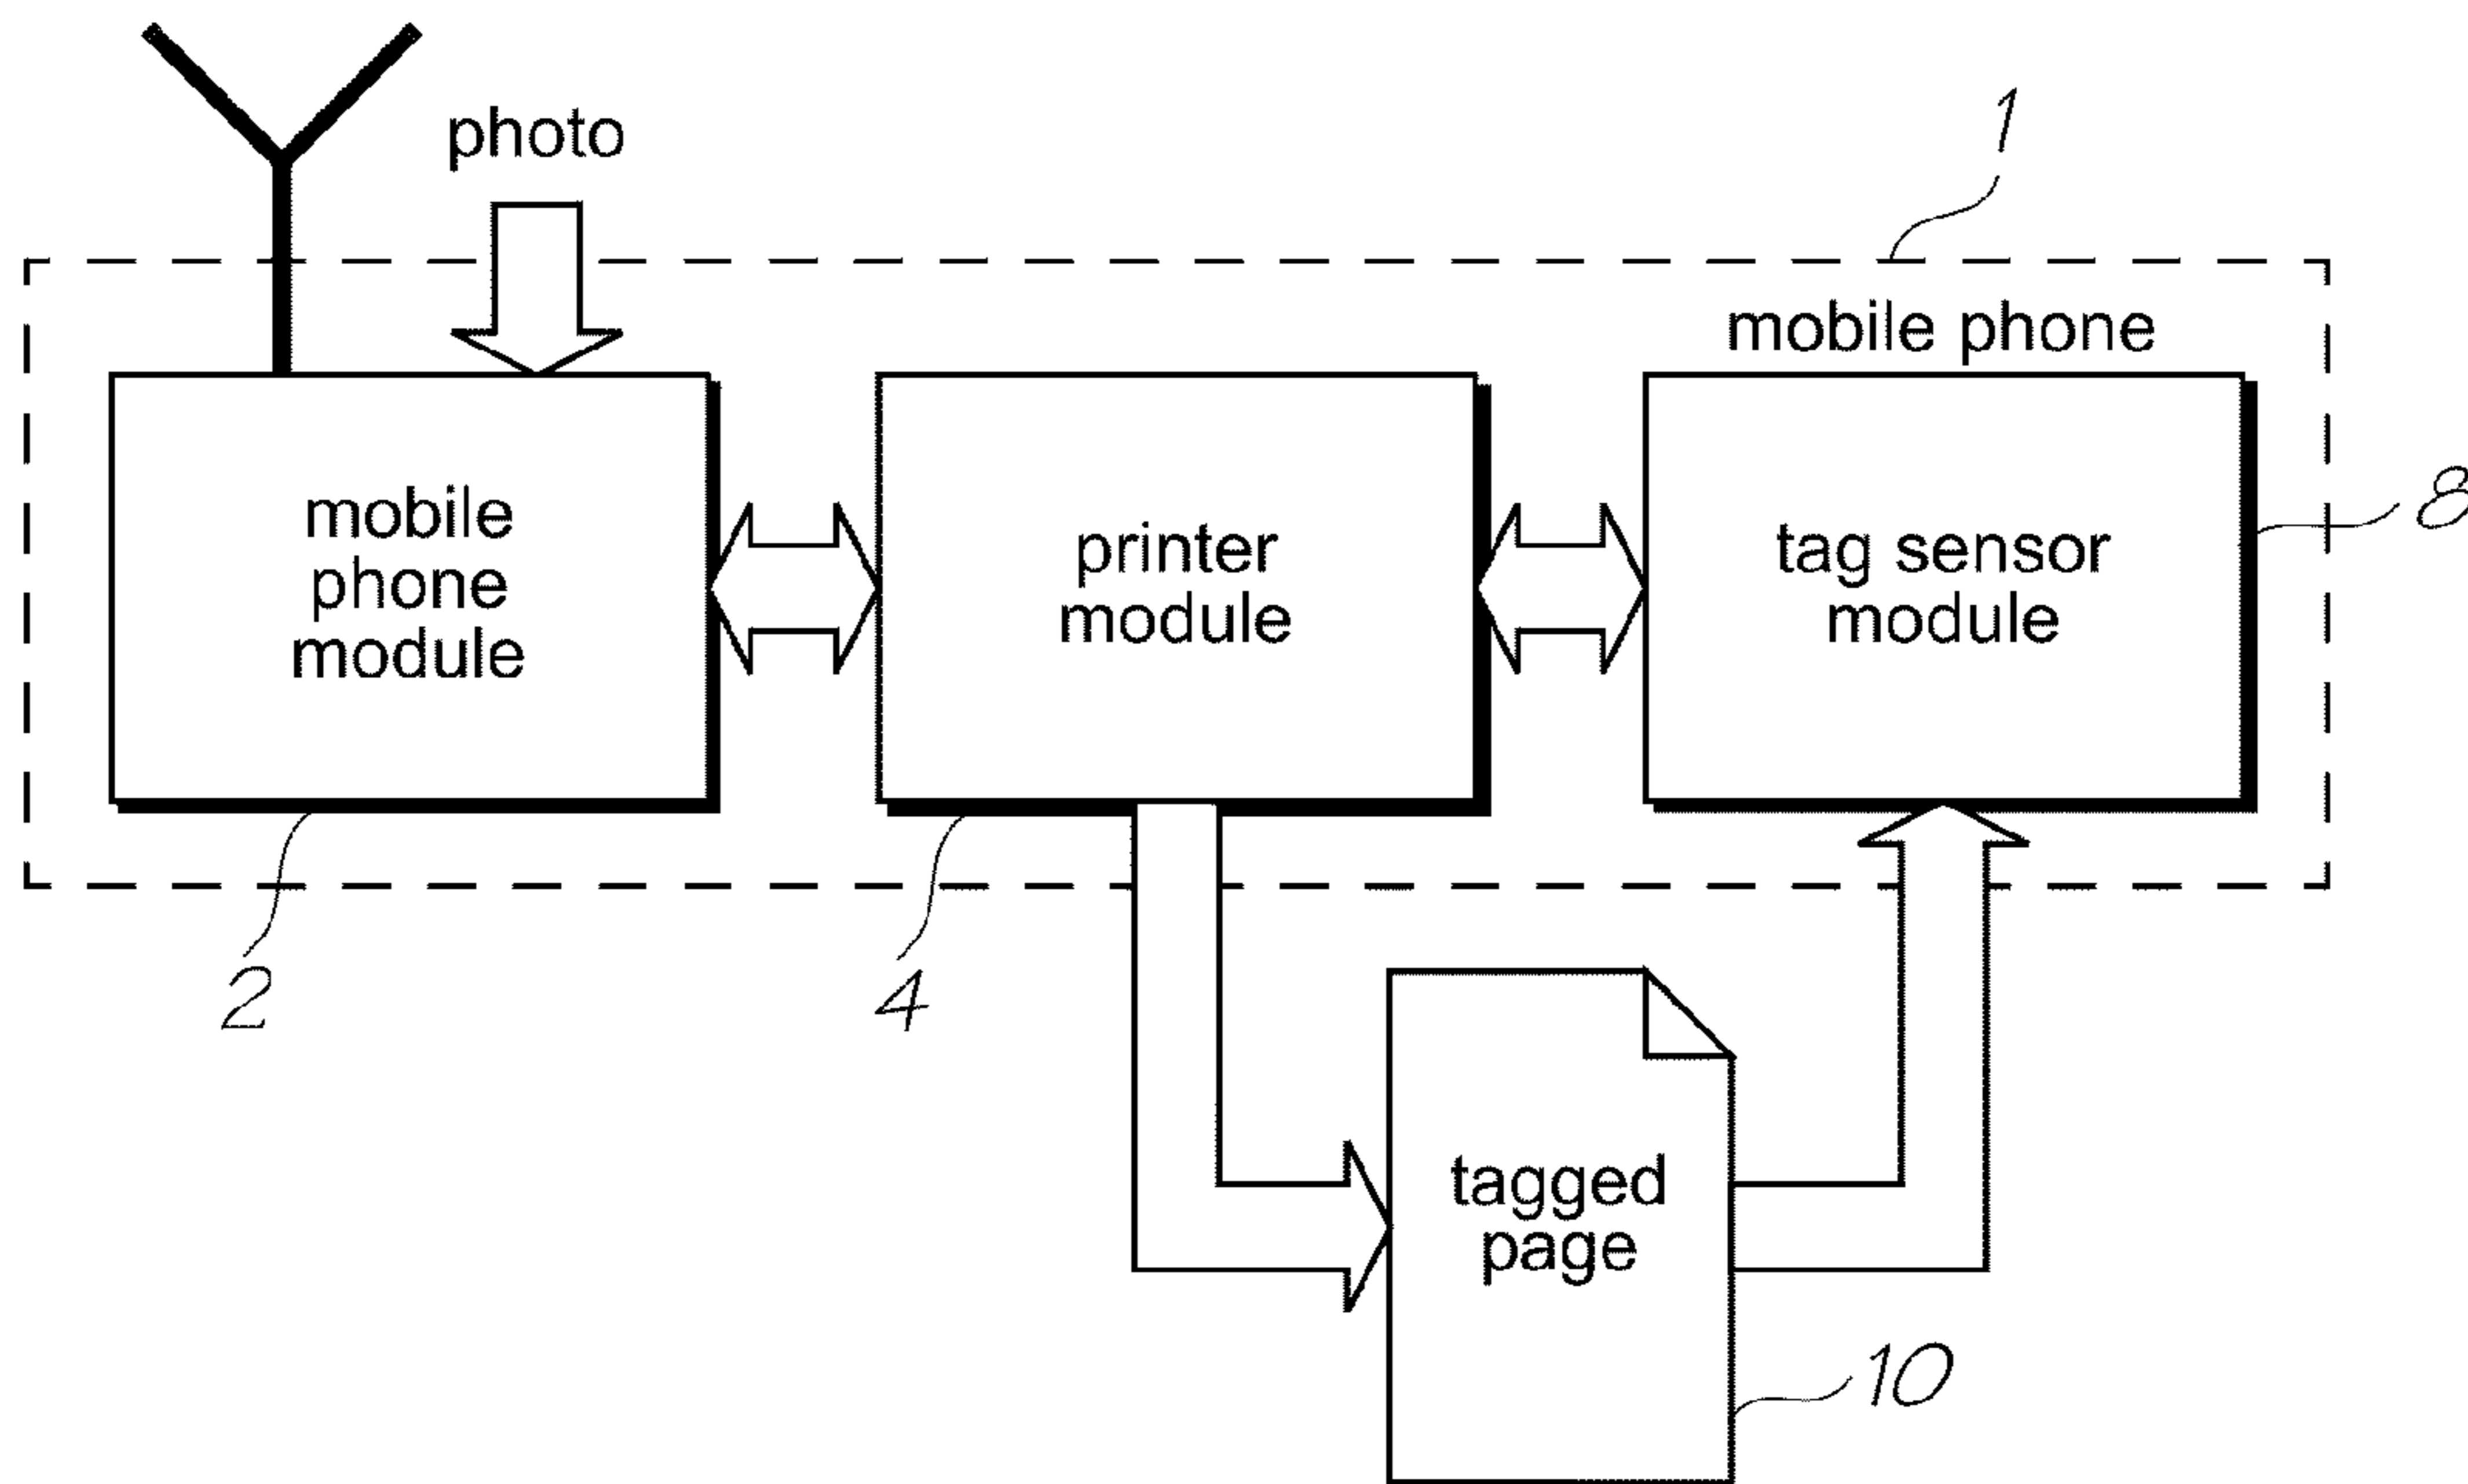 photo
1
mobile phone
mobile
phone
module
printer
module
tag sensor
module
8
2
4
tagged
page
10